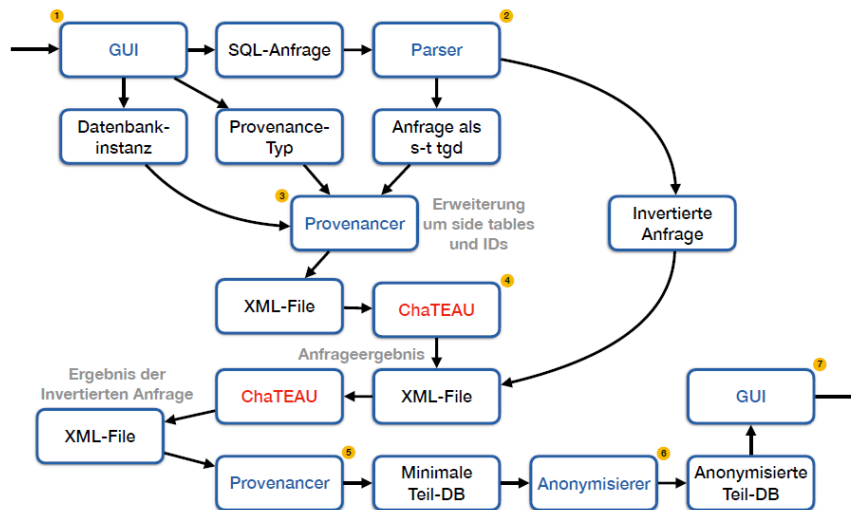 1
GUI
SQL-Anfrage
2
Parser
Datenbank-
instanz
Provenance-
Typ
Anfrage als
s-t tgd
3
Provenancer
Erweiterung
um side tables
und IDs
Invertierte
Anfrage
XML-File
4
ChaTEAU
Anfrageergebnis
Ergebnis der
Invertierten Anfrage
ChaTEAU
XML-File
7
GUI
XML-File
5
Provenancer
Minimale
Teil-DB
6
Anonymisierer
Anonymisierte
Teil-DB